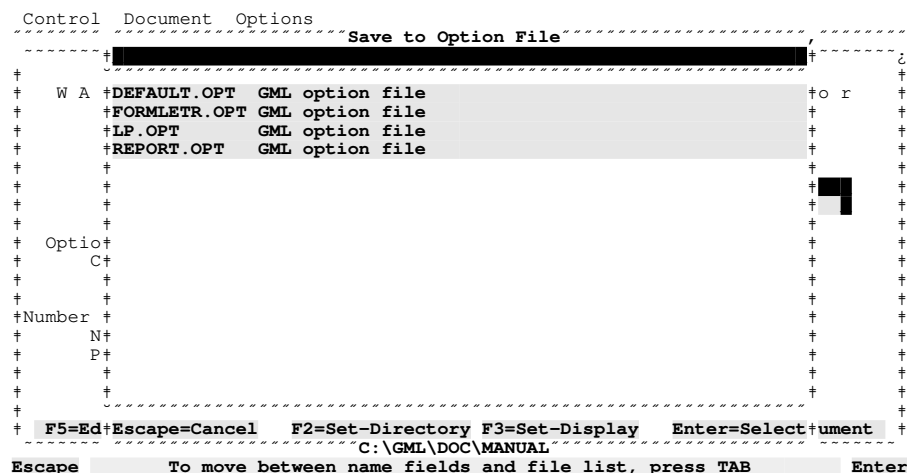 Control Document Options
Save to Option File
W A DEFAULT.OPT GML option file o r
FORMLETR.OPT GML option file
LP.OPT GML option file
REPORT.OPT GML option file
Optio
C
Number
N
P
F5=Ed Escape=Cancel F2=Set-Directory F3=Set-Display Enter=Select ument
C:\GML\DOC\MANUAL
Escape To move between name fields and file list, press TAB Enter